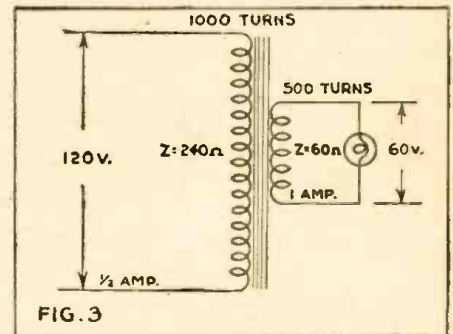 1000 TURNS
500 TURNS
120V.
Z=240Ω
Z=60Ω
60V.
1 AMP.
½ AMP.
FIG.3